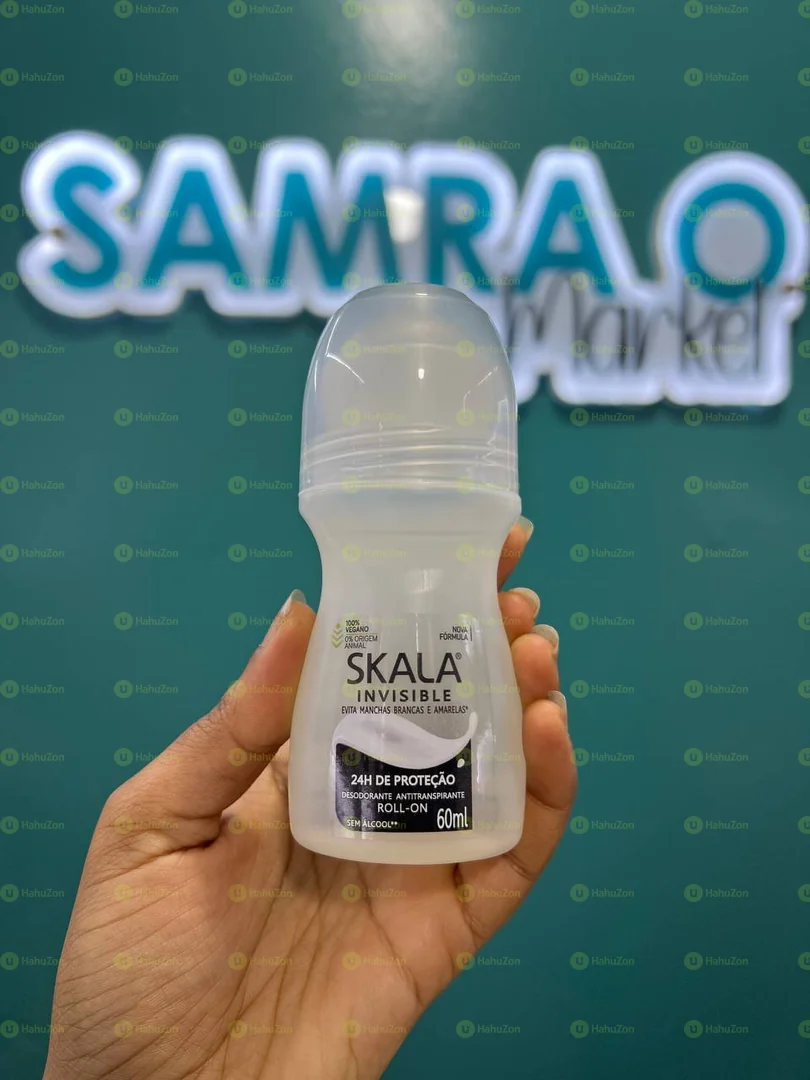 SAMRA
Market
100%
VEGANO
0% ORIGEM
ANIMAL
NOVA
FÓRMULA
SKALA®
INVISIBLE
EVITA MANCHAS BRANCAS E AMARELAS*
24H DE PROTEÇÃO
DESODORANTE ANTITRANSPIRANTE
ROLL-ON
SEM ÁLCOOL**
60ml
HahuZon